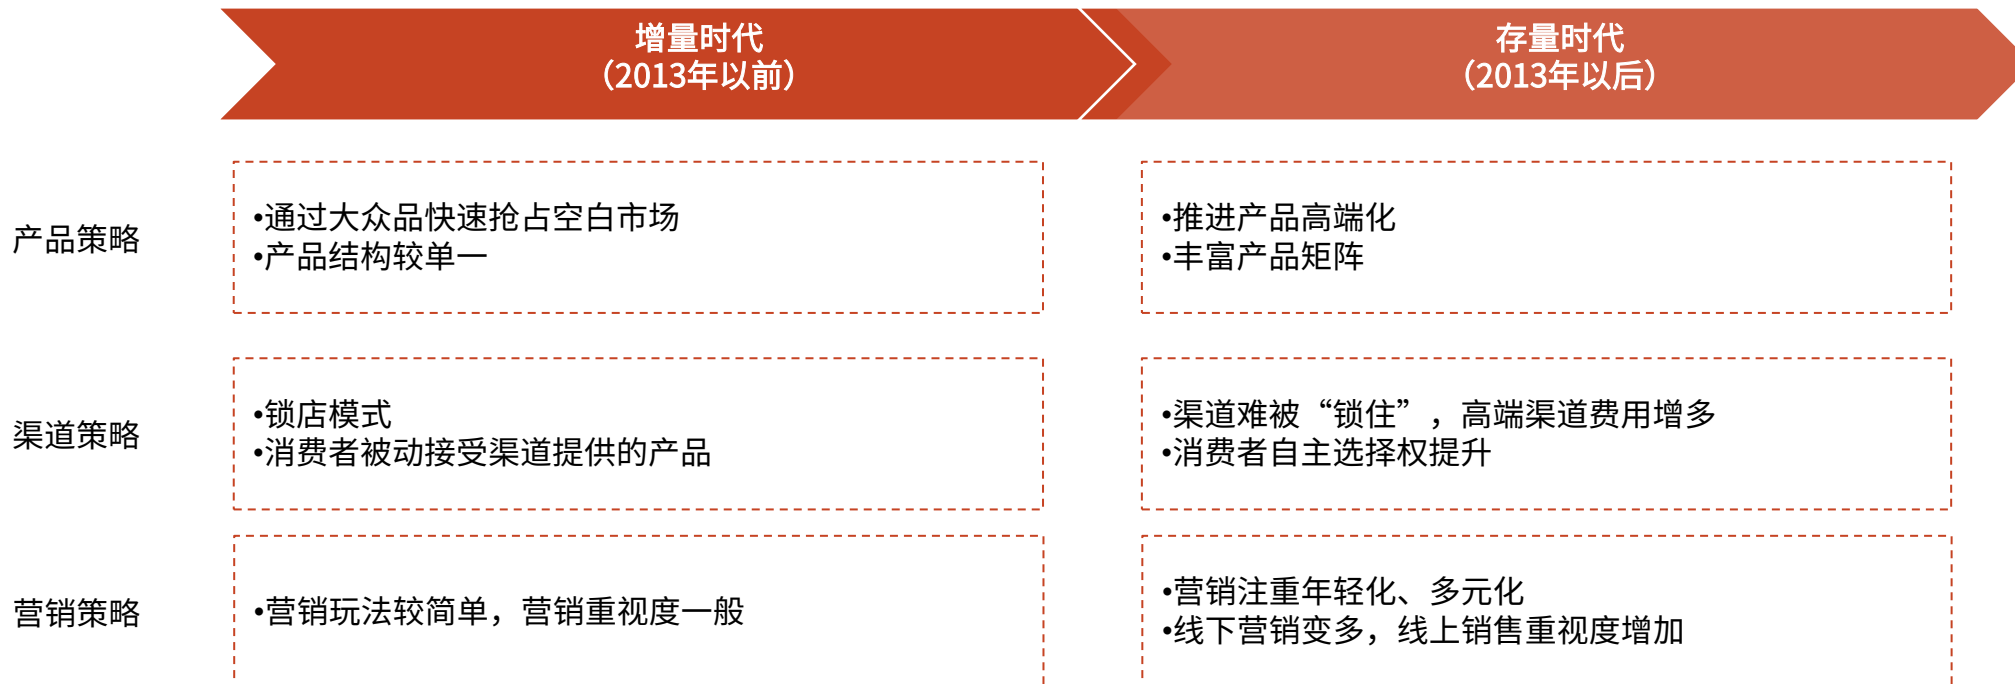 增量时代
（2013年以前）
存量时代
（2013年以后）
产品策略
•通过大众品快速抢占空白市场
•产品结构较单一
•推进产品高端化
•丰富产品矩阵
渠道策略
•锁店模式
•消费者被动接受渠道提供的产品
•渠道难被“锁住”，高端渠道费用增多
•消费者自主选择权提升
营销策略
•营销玩法较简单，营销重视度一般
•营销注重年轻化、多元化
•线下营销变多，线上销售重视度增加